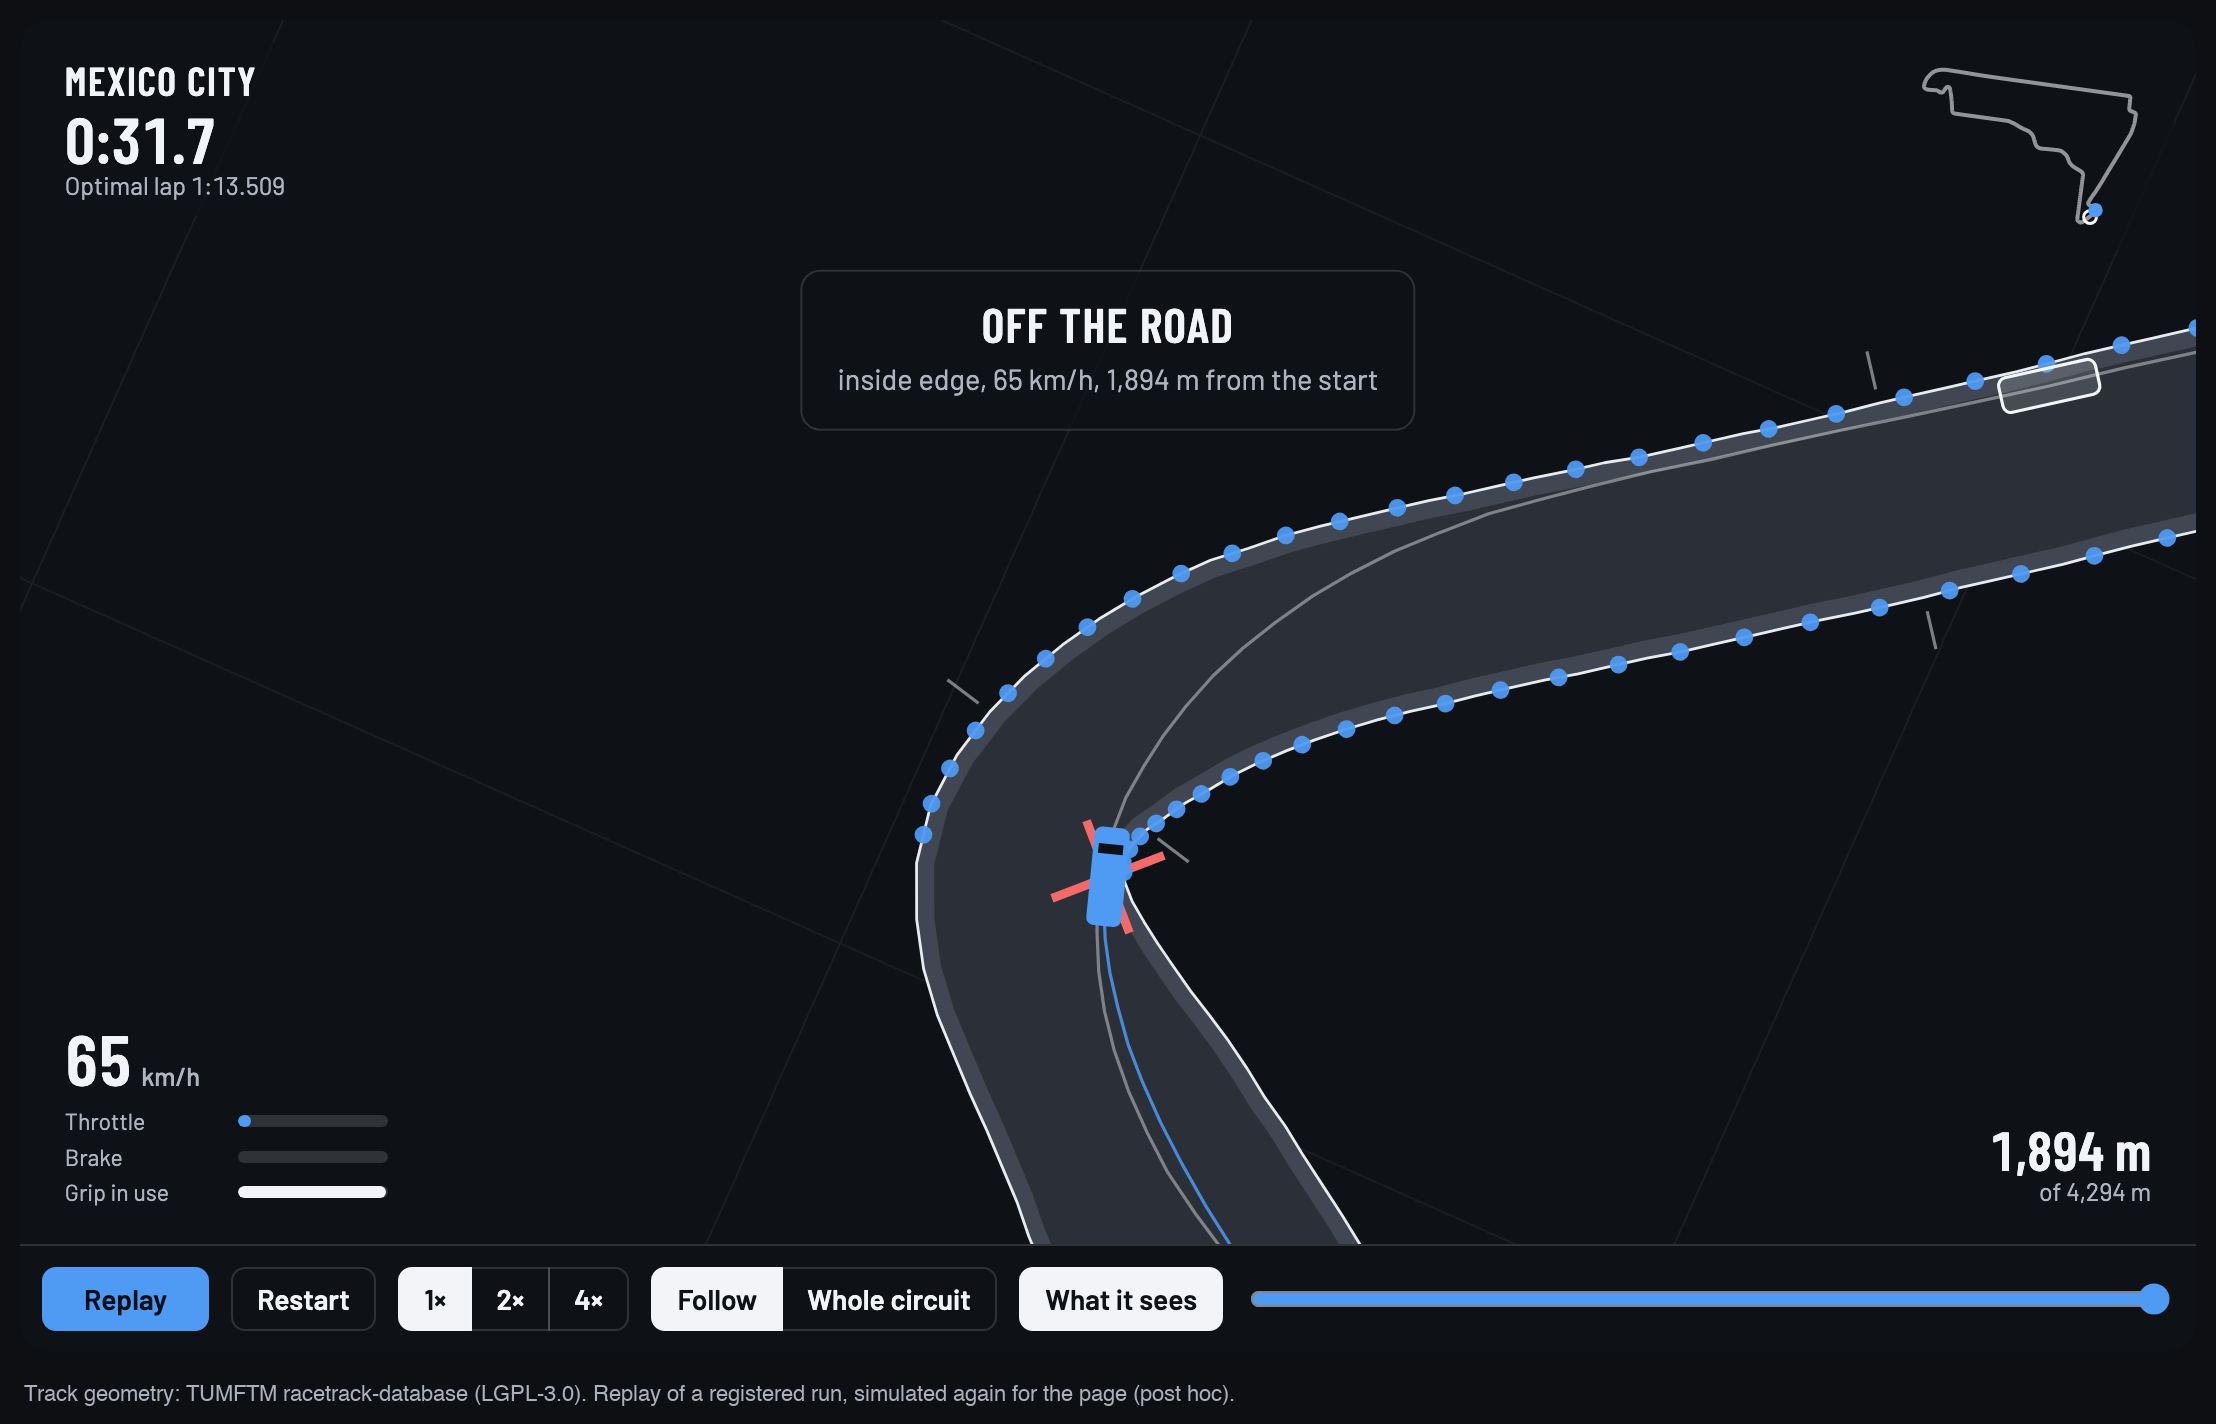 MEXICO CITY
0:31.7
Optimal lap 1:13.509
OFF THE ROAD
inside edge, 65 km/h, 1,894 m from the start
65 km/h
Throttle
Brake
Grip in use
1,894 m
of 4,294 m
Replay Restart 1× 2× 4× Follow Whole circuit What it sees
Track geometry: TUMFTM racetrack-database (LGPL-3.0). Replay of a registered run, simulated again for the page (post hoc).